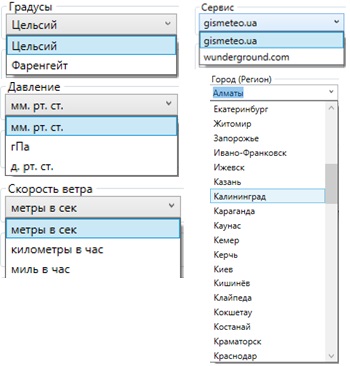 Градусы
Цельсий
Цельсий
Фаренгейт
Давление
мм. рт. ст.
мм. рт. ст.
гПа
д. рт. ст.
Скорость ветра
метры в сек
метры в сек
километры в час
миль в час
Сервис
gismeteo.ua
gismeteo.ua
wunderground.com
Город (Регион)
Алматы
Екатеринбург
Житомир
Запорожье
Ивано-Франковск
Ижевск
Казань
Калининград
Караганда
Каунас
Кемер
Керчь
Киев
Кишинёв
Клайпеда
Кокшетау
Костанай
Краматорск
Краснодар